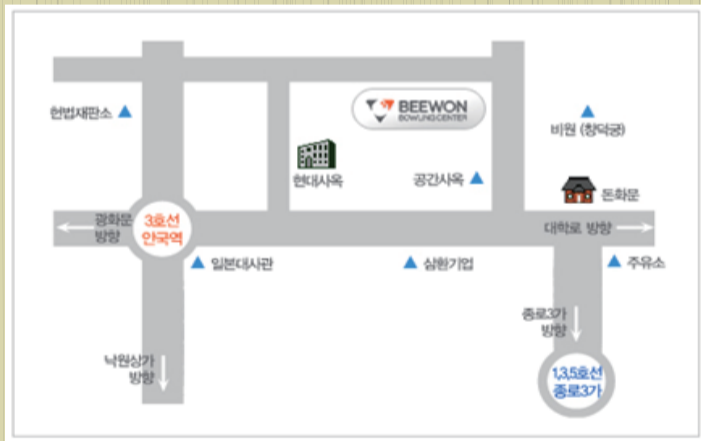 BEEWON
BOWLING CENTER
헌법재판소
비원 (창덕궁)
현대사옥
공간사옥
돈화문
광화문
방향
3호선
안국역
대학로 방향
일본대사관
삼환기업
주유소
종로3가
방향
낙원상가
방향
1,3,5호선
종로3가